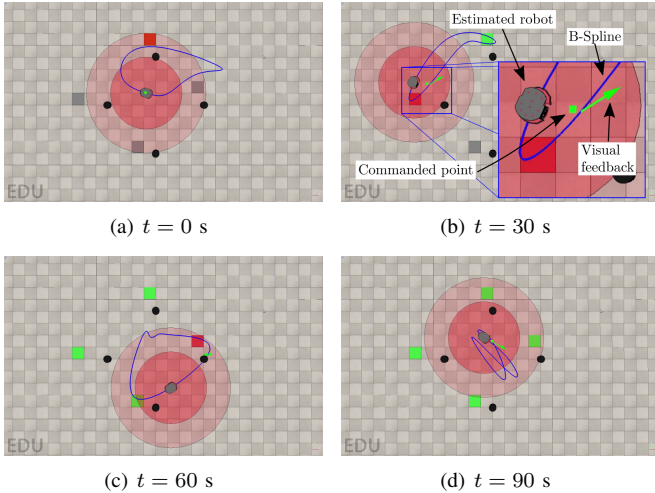 Estimated robot
B-Spline
Commanded point
Visual
feedback
EDU
EDU
(a) t = 0 s
(b) t = 30 s
EDU
EDU
(c) t = 60 s
(d) t = 90 s